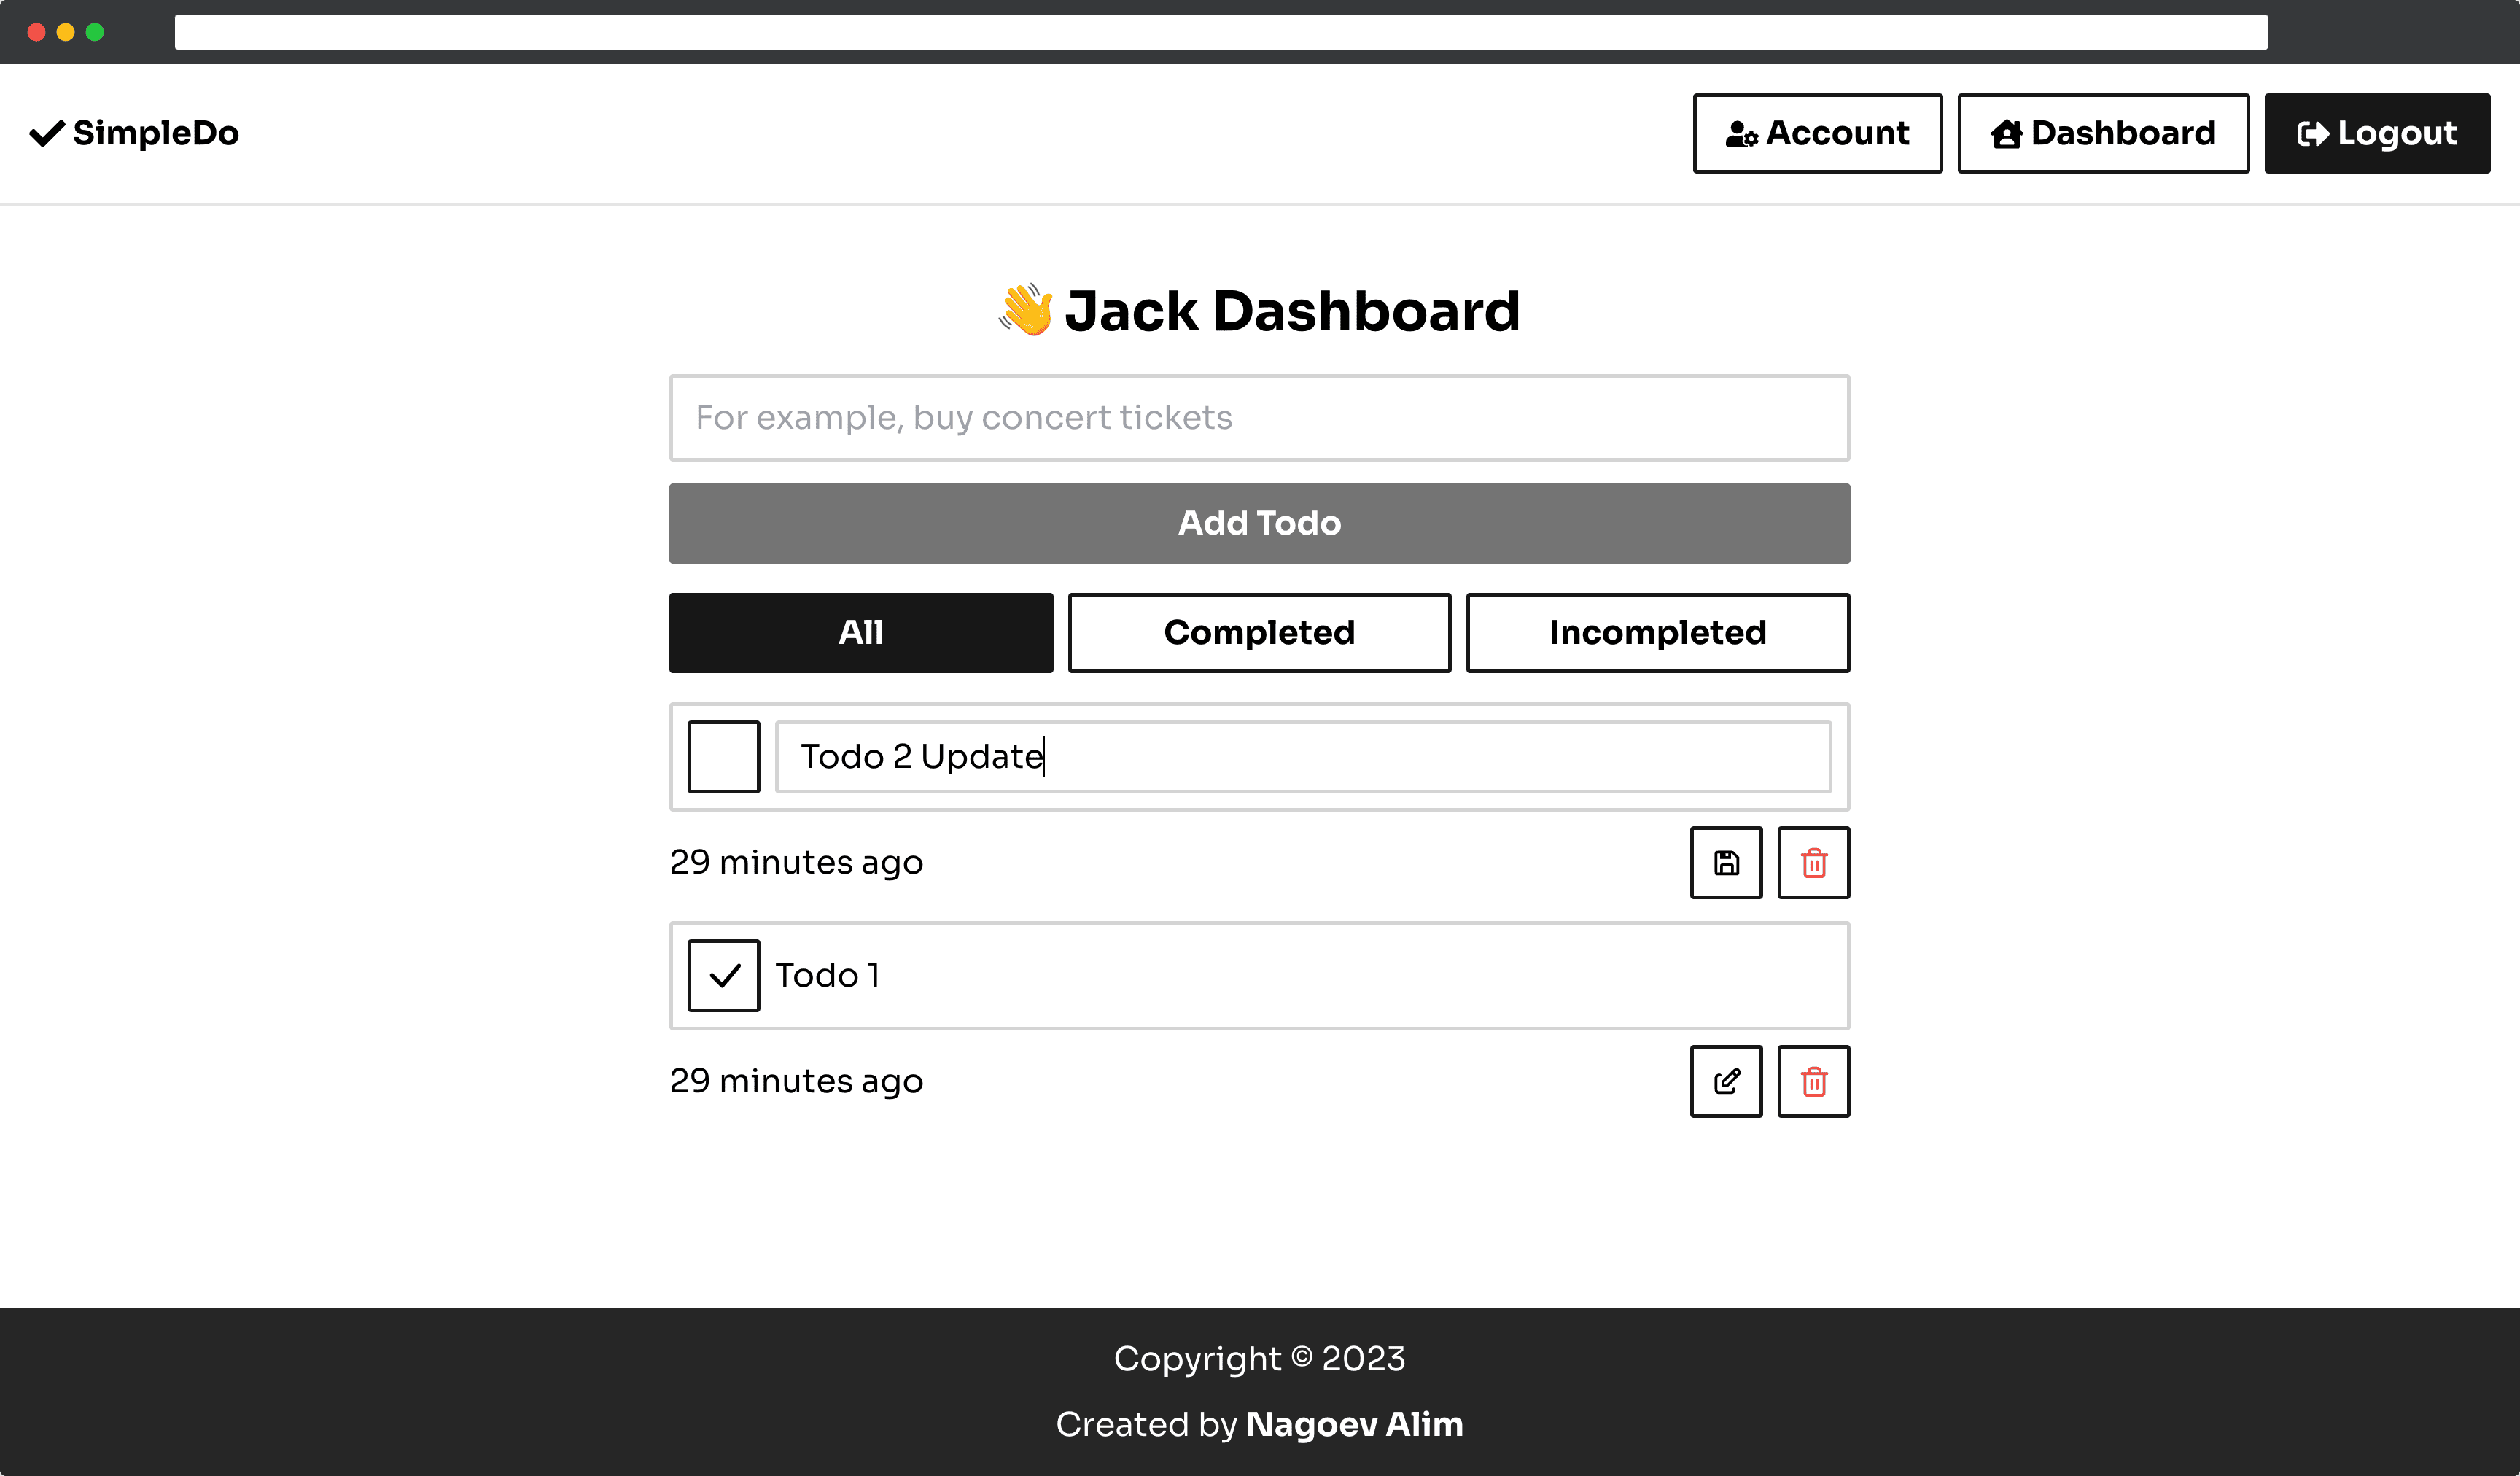 SimpleDo
Account
Dashboard
Logout
👋 Jack Dashboard
For example, buy concert tickets
Add Todo
All
Completed
Incompleted
Todo 2 Update
29 minutes ago
Todo 1
29 minutes ago
Copyright © 2023
Created by Nagoev Alim